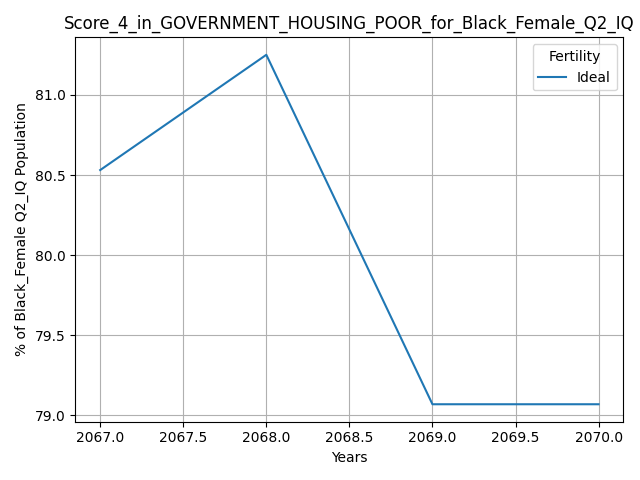 Score_4_in_GOVERNMENT_HOUSING_POOR_for_Black_Female_Q2_IQ
Fertility
Ideal
% of Black_Female Q2_IQ Population
81.0
80.5
80.0
79.5
79.0
2067.0 2067.5 2068.0 2068.5 2069.0 2069.5 2070.0
Years